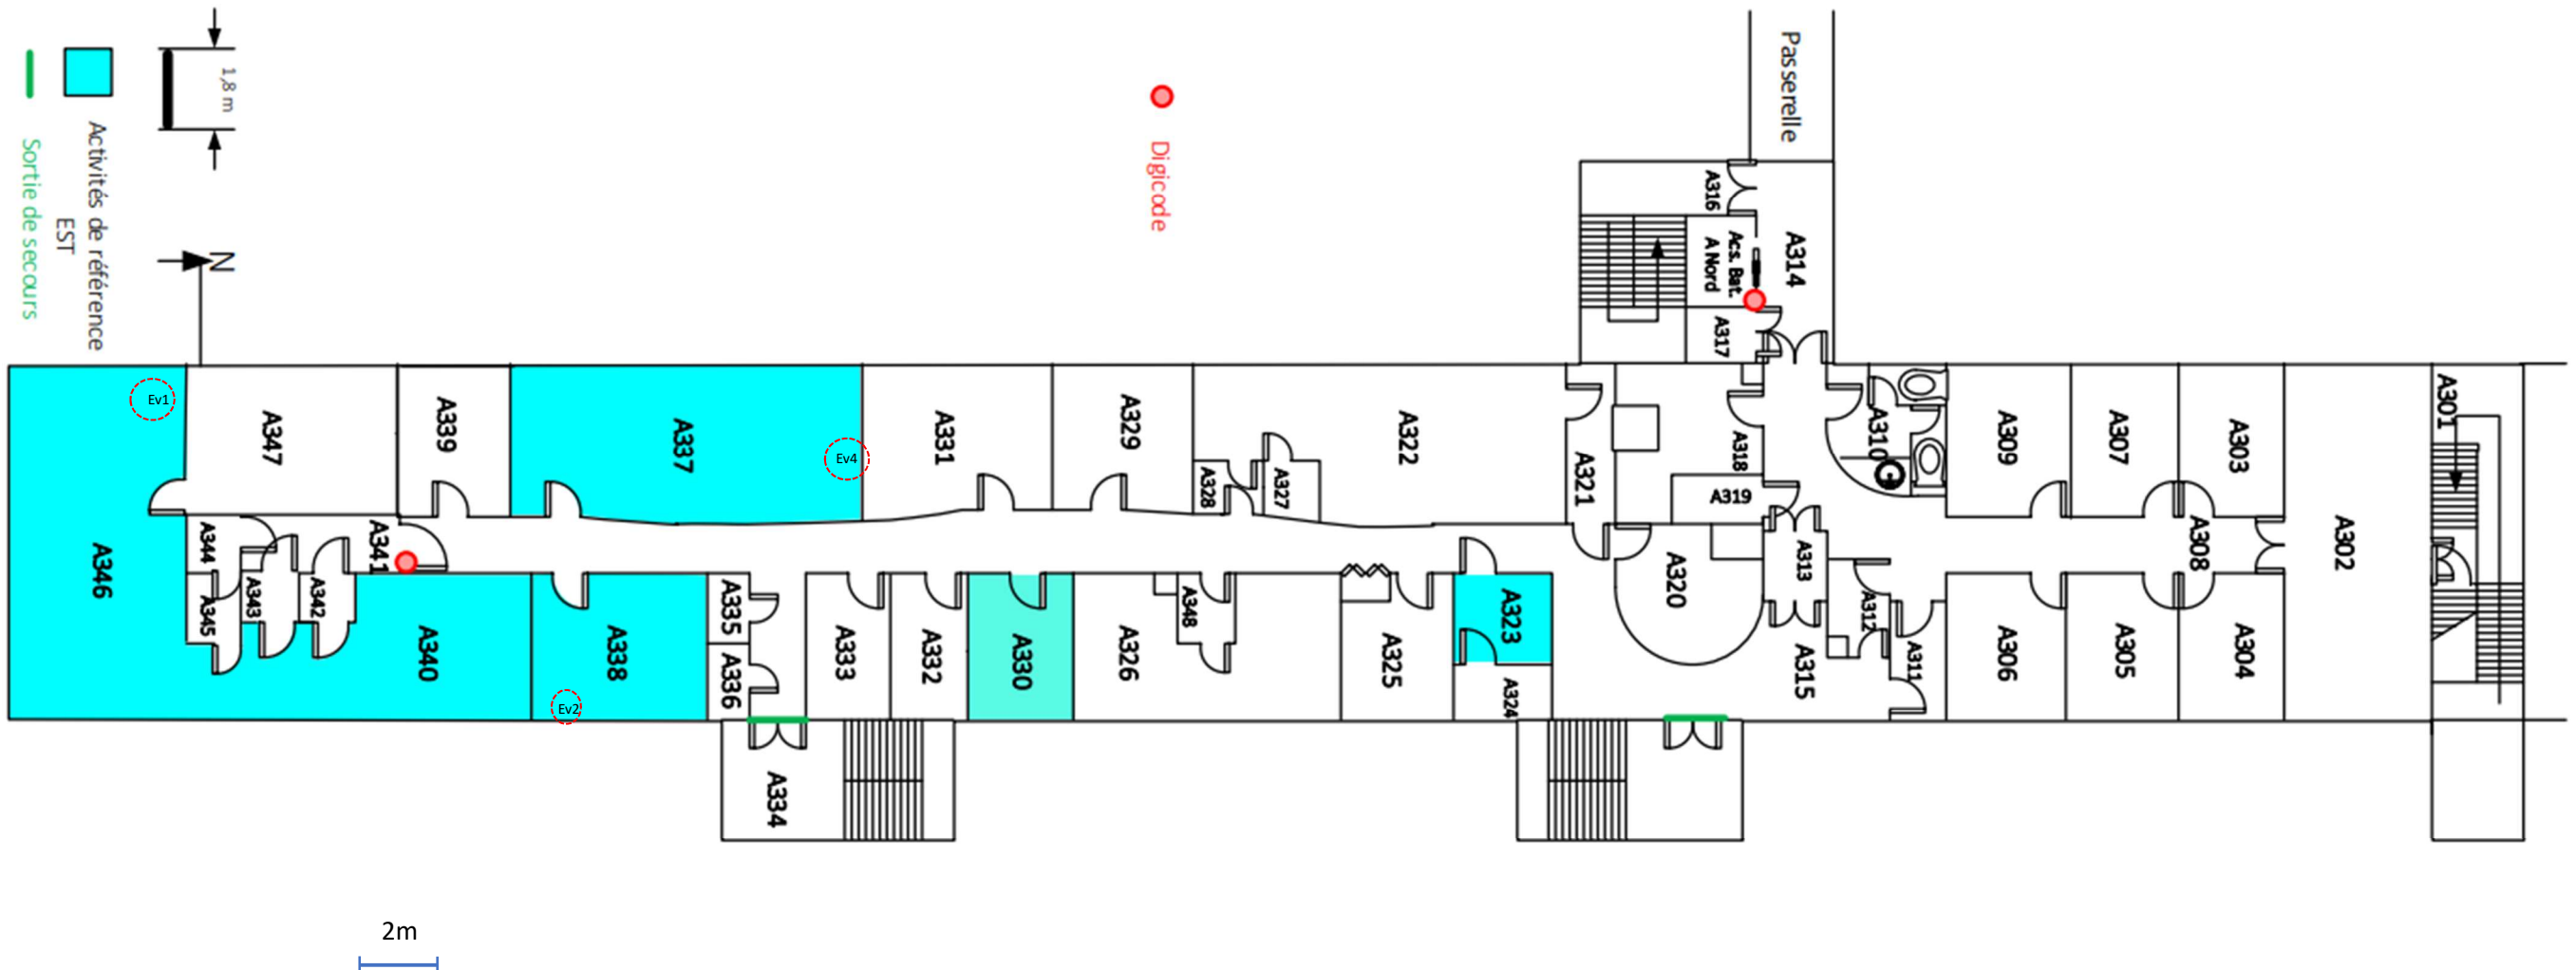 1,8 m
Activités de référence
EST
Sortie de secours
N
Digicode
Passerelle
A316
Acs. Bat.
A Nord
A314
A317
Ev1
A347
A339
A337
Ev4
A331
A329
A328
A327
A322
A321
A318
A319
A310
A309
A307
A303
A301
A346
A344
A345
A343
A342
A341
A340
A338
Ev2
A335
A336
A333
A332
A330
A326
A348
A325
A323
A324
A320
A313
A315
A312
A311
A306
A305
A308
A304
A302
A334
2m